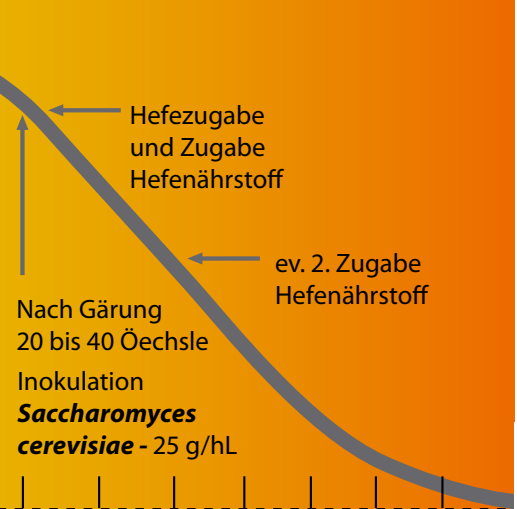 Hefezugabe
und Zugabe
Hefenährstoff
ev. 2. Zugabe
Hefenährstoff
Nach Gärung
20 bis 40 Öechsle
Inokulation
Saccharomyces
cerevisiae - 25 g/hL